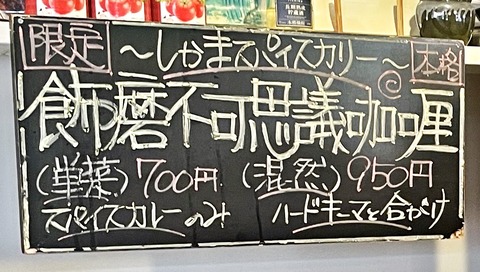 限定 〜しかまスパイスカリー〜 本格
飾磨不可思議咖喱
(単菜)700円 (混然)950円
スパイスカレーのみ ハードキーマと合わけ